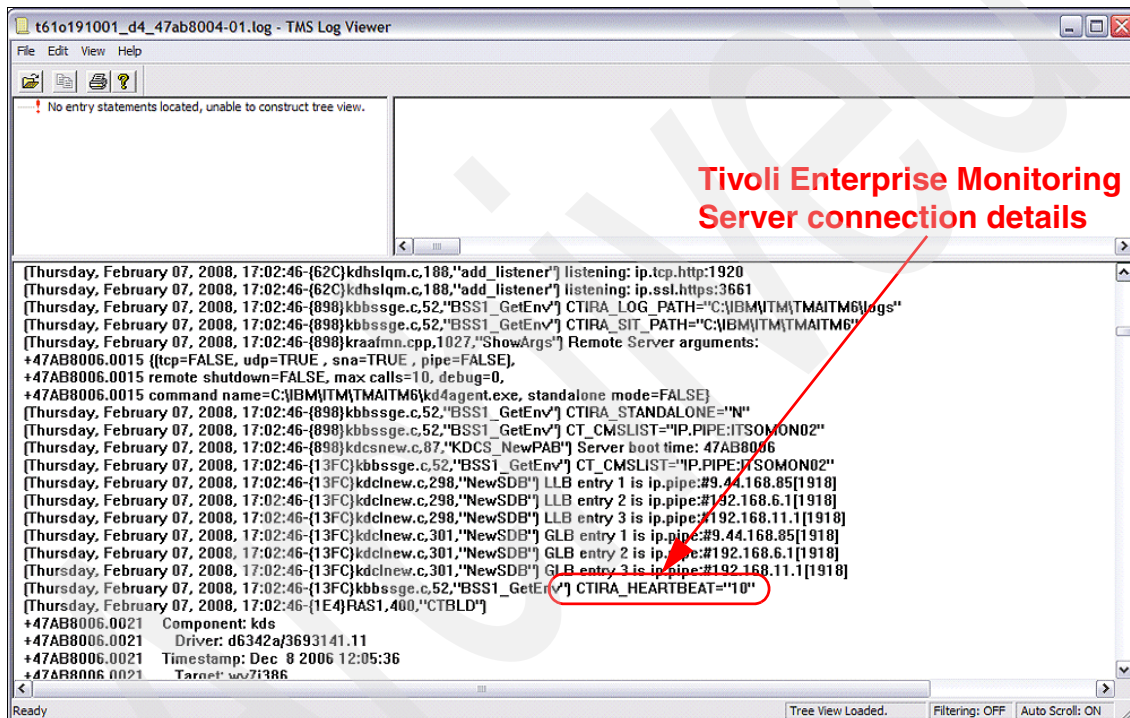 t61o191001_d4_47ab8004-01.log - TMS Log Viewer
File Edit View Help
No entry statements located, unable to construct tree view.
Tivoli Enterprise Monitoring
Server connection details
(Thursday, February 07, 2008, 17:02:46-{62C}kdhslqm.c,188,"add_listener") listening: ip.tcp.http:1920
(Thursday, February 07, 2008, 17:02:46-{62C}kdhslqm.c,188,"add_listener") listening: ip.ssl.https:3661
(Thursday, February 07, 2008, 17:02:46-{898}kbbssge.c,52,"BSS1_GetEnv") CTIRA_LOG_PATH="C:\IBM\ITM\TMAITM6\logs"
(Thursday, February 07, 2008, 17:02:46-{898}kbbssge.c,52,"BSS1_GetEnv") CTIRA_SIT_PATH="C:\IBM\ITM\TMAITM6"
(Thursday, February 07, 2008, 17:02:46-{898}kraafmn.cpp,1027,"ShowArgs") Remote Server arguments:
+47AB8006.0015 {(tcp=FALSE, udp=TRUE , sna=TRUE , pipe=FALSE),
+47AB8006.0015 remote shutdown=FALSE, max calls=10, debug=0,
+47AB8006.0015 command name=C:\IBM\ITM\TMAITM6\kd4agent.exe, standalone mode=FALSE}
(Thursday, February 07, 2008, 17:02:46-{898}kbbssge.c,52,"BSS1_GetEnv") CTIRA_STANDALONE="N"
(Thursday, February 07, 2008, 17:02:46-{898}kbbssge.c,52,"BSS1_GetEnv") CT_CMSLIST="IP.PIPE:ITSOMON02"
(Thursday, February 07, 2008, 17:02:46-{898}kdcsnew.c,87,"KDCS_NewPAB") Server boot time: 47AB8006
(Thursday, February 07, 2008, 17:02:46-{13FC}kbbssge.c,52,"BSS1_GetEnv") CT_CMSLIST="IP.PIPE:ITSOMON02"
(Thursday, February 07, 2008, 17:02:46-{13FC}kdclnew.c,298,"NewSDB") LLB entry 1 is ip.pipe:#9.44.168.85[1918]
(Thursday, February 07, 2008, 17:02:46-{13FC}kdclnew.c,298,"NewSDB") LLB entry 2 is ip.pipe:#192.168.6.1[1918]
(Thursday, February 07, 2008, 17:02:46-{13FC}kdclnew.c,298,"NewSDB") LLB entry 3 is ip.pipe:#192.168.11.1[1918]
(Thursday, February 07, 2008, 17:02:46-{13FC}kdclnew.c,301,"NewSDB") GLB entry 1 is ip.pipe:#9.44.168.85[1918]
(Thursday, February 07, 2008, 17:02:46-{13FC}kdclnew.c,301,"NewSDB") GLB entry 2 is ip.pipe:#192.168.6.1[1918]
(Thursday, February 07, 2008, 17:02:46-{13FC}kdclnew.c,301,"NewSDB") GLB entry 3 is ip.pipe:#192.168.11.1[1918]
(Thursday, February 07, 2008, 17:02:46-{13FC}kbbssge.c,52,"BSS1_GetEnv") CTIRA_HEARTBEAT="10"
(Thursday, February 07, 2008, 17:02:46-{1E4}RAS1,400,"CTBLD")
+47AB8006.0021 Component: kds
+47AB8006.0021 Driver: d6342a/3693141.11
+47AB8006.0021 Timestamp: Dec 8 2006 12:05:36
+47AB8006.0021 Target: wv7i386
Ready
Tree View Loaded.
Filtering: OFF
Auto Scroll: ON